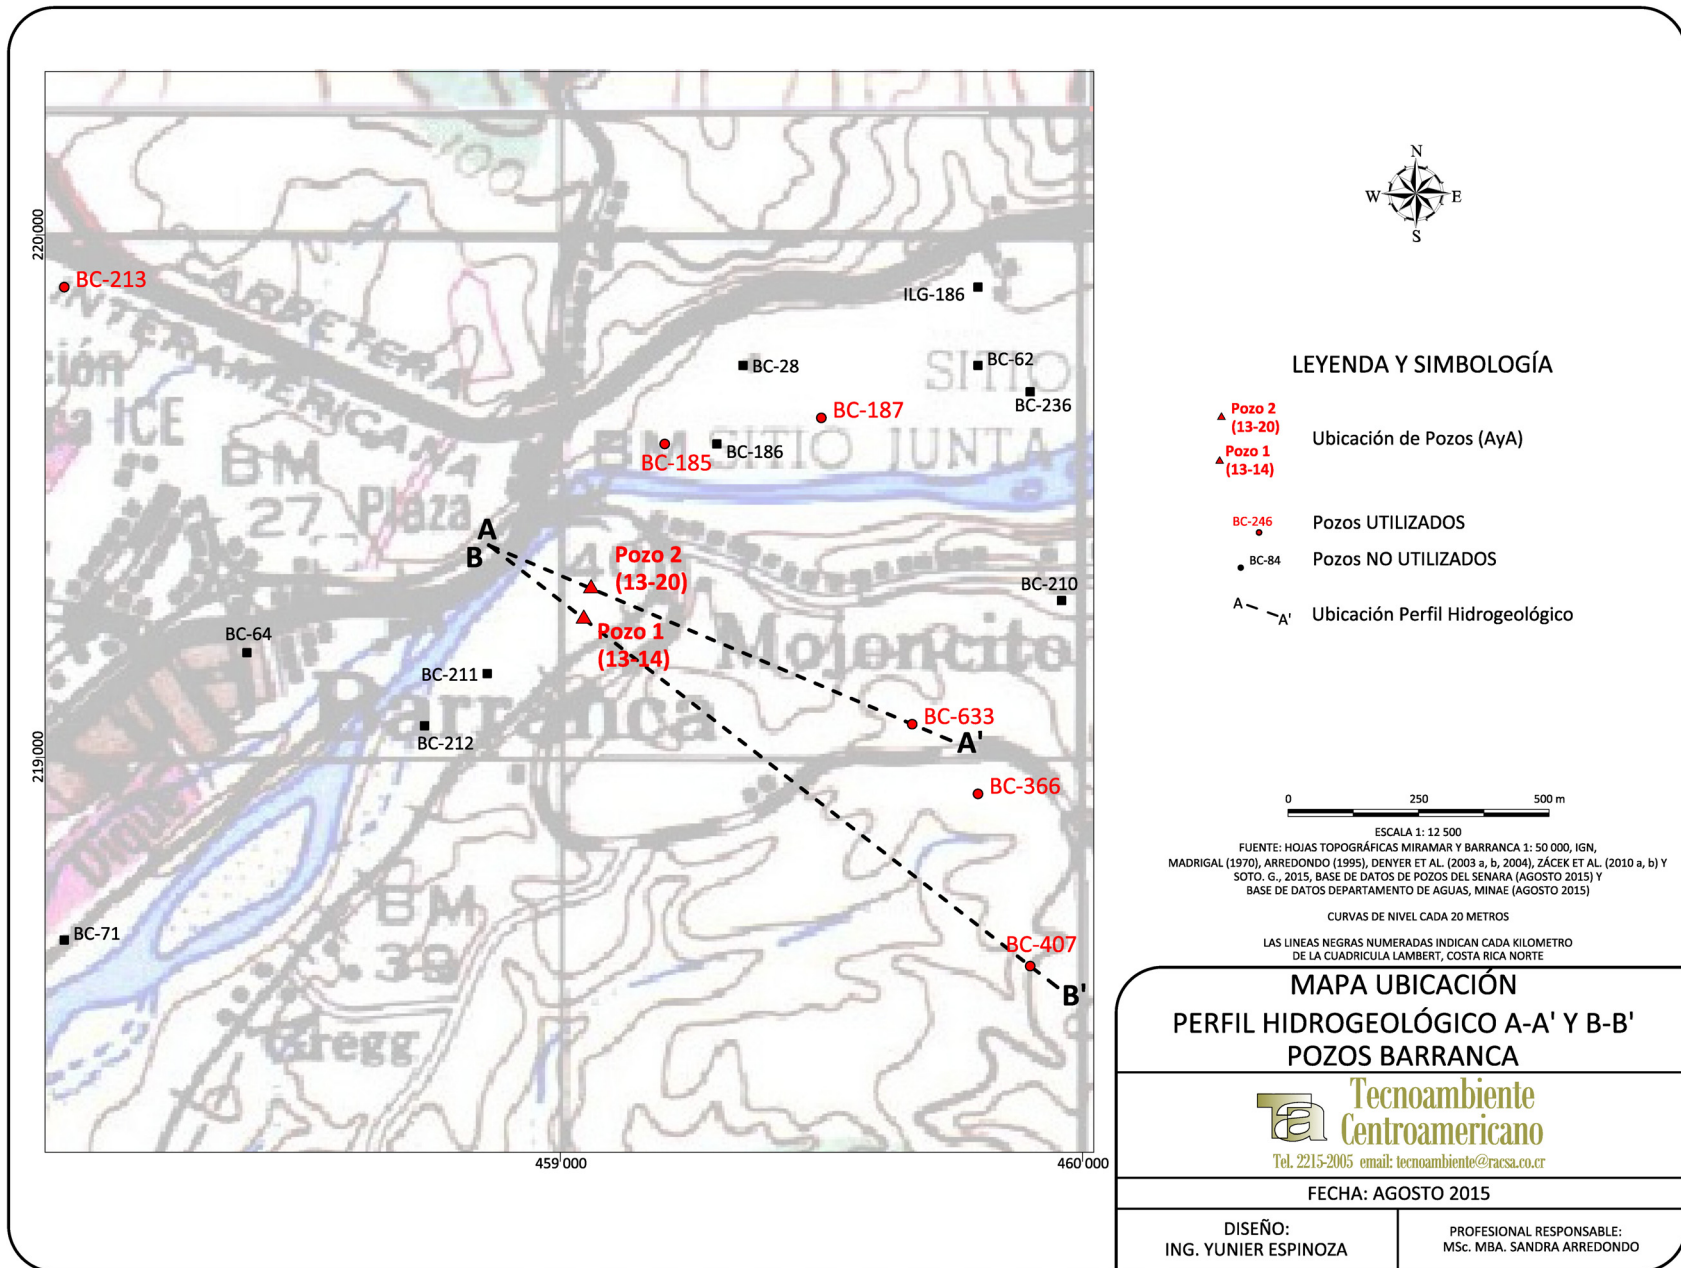 220'000
219'000
459'000
460'000
BC-213
CARRETERA
INTERAMERICANA
100
ILG-186
BC-28
BC-62
SITIO
BC-236
BC-187
BC-185
BC-186
BM
SITIO JUNTA
ICE
BM
27
Plaza
A
B
Pozo 2
(13-20)
Pozo 1
(13-14)
BC-210
Mojoncito
BC-64
BC-211
BC-212
Barranca
BC-633
A'
BC-366
BC-71
BM
39
BC-407
B'
Gregg
N
W
E
S
LEYENDA Y SIMBOLOGÍA
Pozo 2
(13-20)
Pozo 1
(13-14)
Ubicación de Pozos (AyA)
BC-246
Pozos UTILIZADOS
BC-84
Pozos NO UTILIZADOS
A
A'
Ubicación Perfil Hidrogeológico
0 250 500 m
ESCALA 1: 12 500
FUENTE: HOJAS TOPOGRÁFICAS MIRAMAR Y BARRANCA 1: 50 000, IGN,
MADRIGAL (1970), ARREDONDO (1995), DENYER ET AL. (2003 a, b, 2004), ZÁCEK ET AL. (2010 a, b) Y
SOTO. G., 2015, BASE DE DATOS DE POZOS DEL SENARA (AGOSTO 2015) Y
BASE DE DATOS DEPARTAMENTO DE AGUAS, MINAE (AGOSTO 2015)
CURVAS DE NIVEL CADA 20 METROS
LAS LINEAS NEGRAS NUMERADAS INDICAN CADA KILOMETRO
DE LA CUADRICULA LAMBERT, COSTA RICA NORTE
MAPA UBICACIÓN
PERFIL HIDROGEOLÓGICO A-A' Y B-B'
POZOS BARRANCA
Ta
Tecnoambiente
Centroamericano
Tel. 2215-2005 email: tecnoambiente@racsa.co.cr
FECHA: AGOSTO 2015
DISEÑO:
ING. YUNIER ESPINOZA
PROFESIONAL RESPONSABLE:
MSc. MBA. SANDRA ARREDONDO